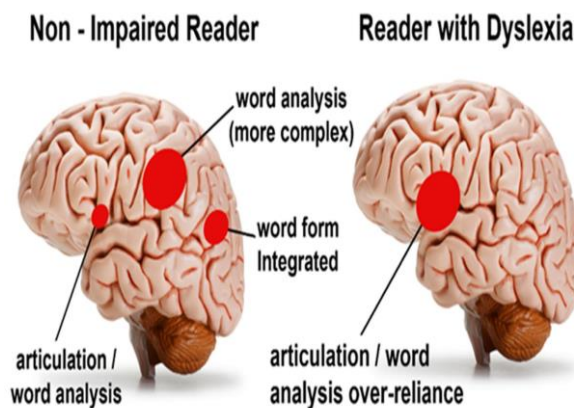 Non - Impaired Reader
Reader with Dyslexia
word analysis
(more complex)
word form
Integrated
articulation /
word analysis
articulation / word
analysis over-reliance